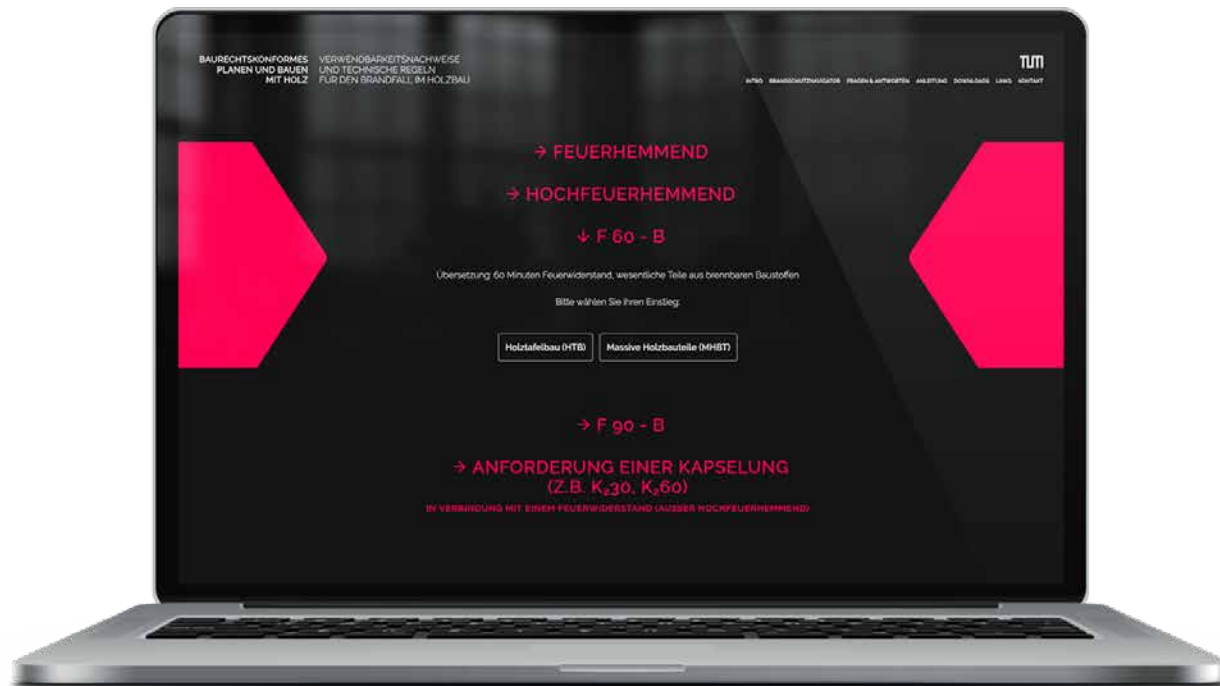 BAURECHTSKONFORMES
PLANEN UND BAUEN
MIT HOLZ
VERWENDBARKEITSNACHWEISE
UND TECHNISCHE REGELN
FÜR DEN BRANDFALL IM HOLZBAU
TUM
INTRO BRANDSCHUTZNAVIGATOR FRAGEN & ANTWORTEN ANLEITUNG DOWNLOADS LINKS KONTAKT
→ FEUERHEMMEND
→ HOCHFEUERHEMMEND
↓ F 60 - B
Übersetzung: 60 Minuten Feuerwiderstand, wesentliche Teile aus brennbaren Baustoffen
Bitte wählen Sie Ihren Einstieg:
Holztafelbau (HTB) Massive Holzbauteile (MHBT)
→ F 90 - B
→ ANFORDERUNG EINER KAPSELUNG
(Z.B. K₂30, K₂60)
IN VERBINDUNG MIT EINEM FEUERWIDERSTAND (AUSSER HOCHFEUERHEMMEND)